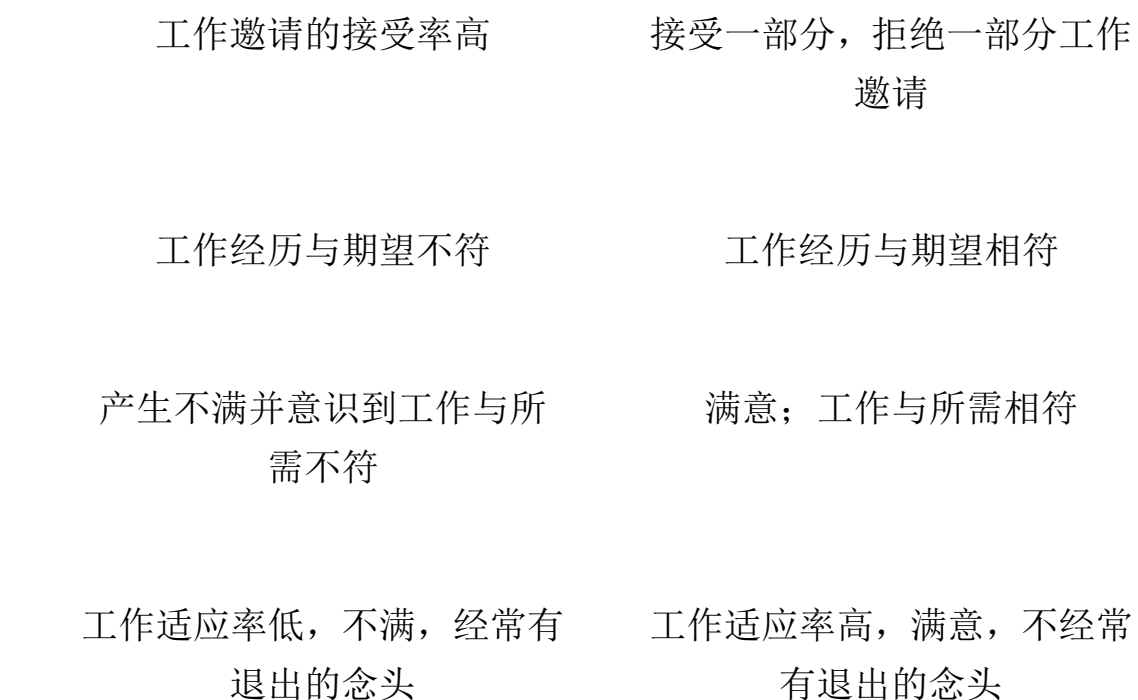 工作邀请的接受率高
接受一部分，拒绝一部分工作
邀请
工作经历与期望不符
工作经历与期望相符
产生不满并意识到工作与所
需不符
满意；工作与所需相符
工作适应率低，不满，经常有
退出的念头
工作适应率高，满意，不经常
有退出的念头